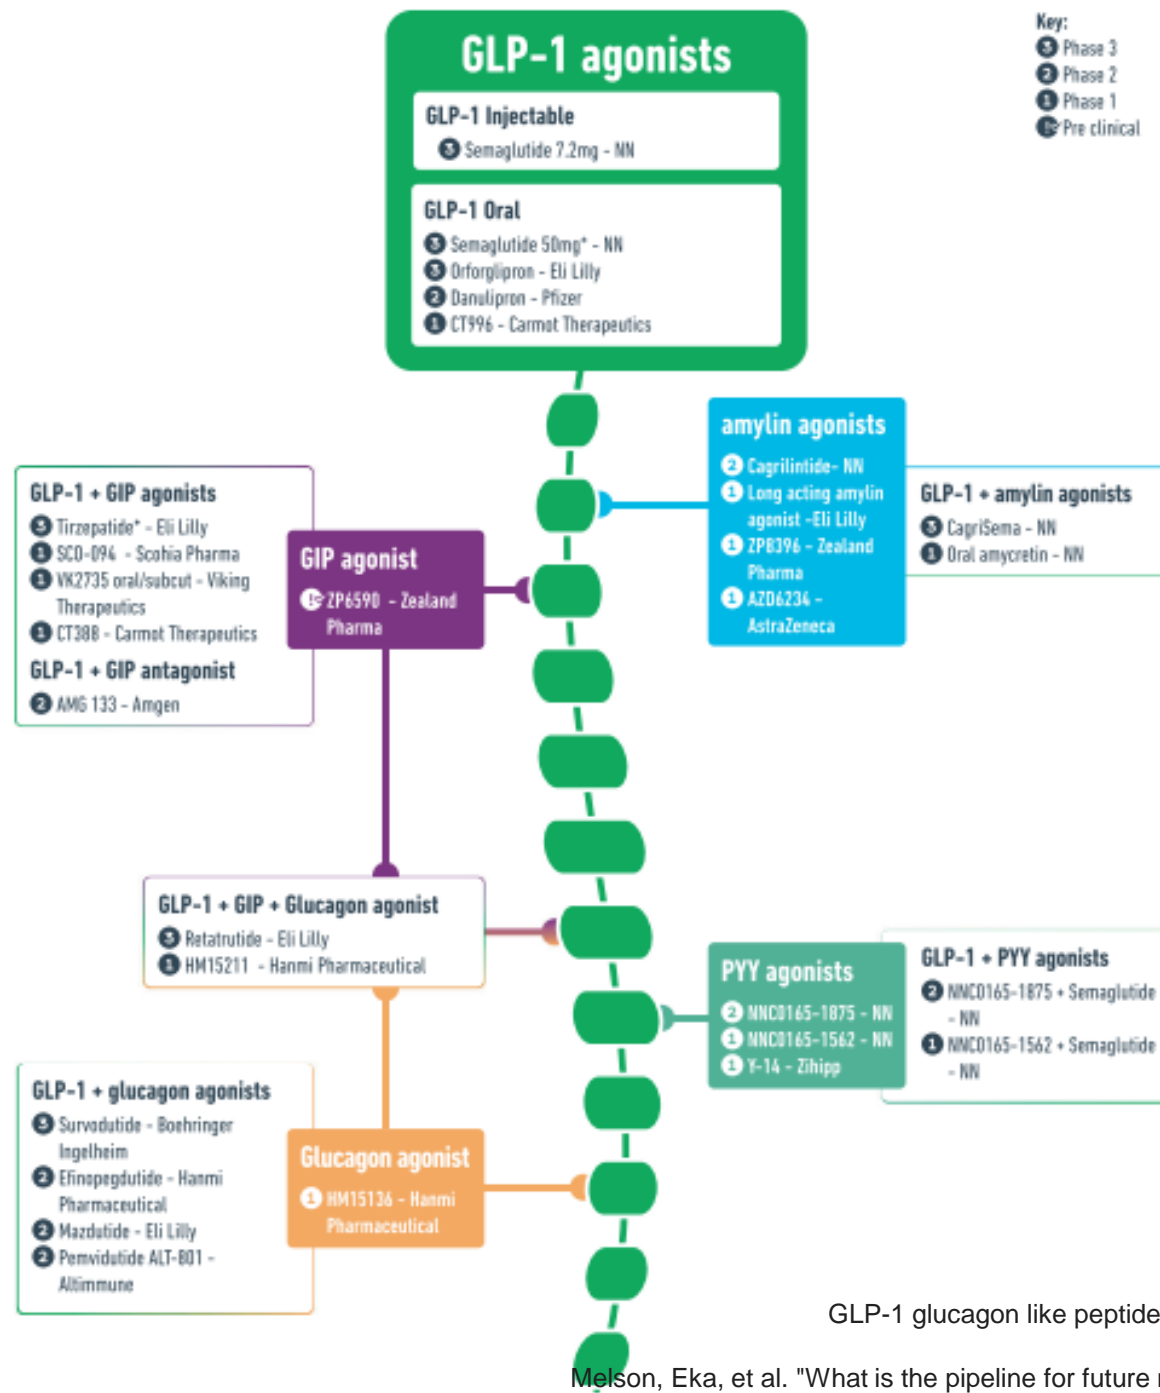 GLP-1 agonists
GLP-1 Injectable
3 Semaglutide 7.2mg - NN
GLP-1 Oral
3 Semaglutide 50mg* - NN
3 Orforglipron - Eli Lilly
2 Danulipron - Pfizer
1 CT996 - Carmot Therapeutics
Key:
3 Phase 3
2 Phase 2
1 Phase 1
Pre clinical
amylin agonists
2 Cagrilintide- NN
1 Long acting amylin
agonist -Eli Lilly
1 ZP8396 - Zealand
Pharma
1 AZD6234 -
AstraZeneca
GLP-1 + amylin agonists
3 CagriSema - NN
1 Oral amycretin - NN
GLP-1 + GIP agonists
3 Tirzepatide* - Eli Lilly
1 SCO-094 - Scohia Pharma
1 VK2735 oral/subcut - Viking
Therapeutics
1 CT388 - Carmot Therapeutics
GLP-1 + GIP antagonist
2 AMG 133 - Amgen
GIP agonist
ZP6590 - Zealand
Pharma
GLP-1 + GIP + Glucagon agonist
3 Retatrutide - Eli Lilly
1 HM15211 - Hanmi Pharmaceutical
PYY agonists
2 NNC0165-1875 - NN
1 NNC0165-1562 - NN
1 Y-14 - Zihipp
GLP-1 + PYY agonists
2 NNC0165-1875 + Semaglutide
- NN
1 NNC0165-1562 + Semaglutide
- NN
GLP-1 + glucagon agonists
3 Survodutide - Boehringer
Ingelheim
2 Efinopegdutide - Hanmi
Pharmaceutical
2 Mazdutide - Eli Lilly
2 Pemvidutide ALT-801 -
Altimmune
Glucagon agonist
1 HM15136 - Hanmi
Pharmaceutical
GLP-1 glucagon like peptide
Melson, Eka, et al. "What is the pipeline for future